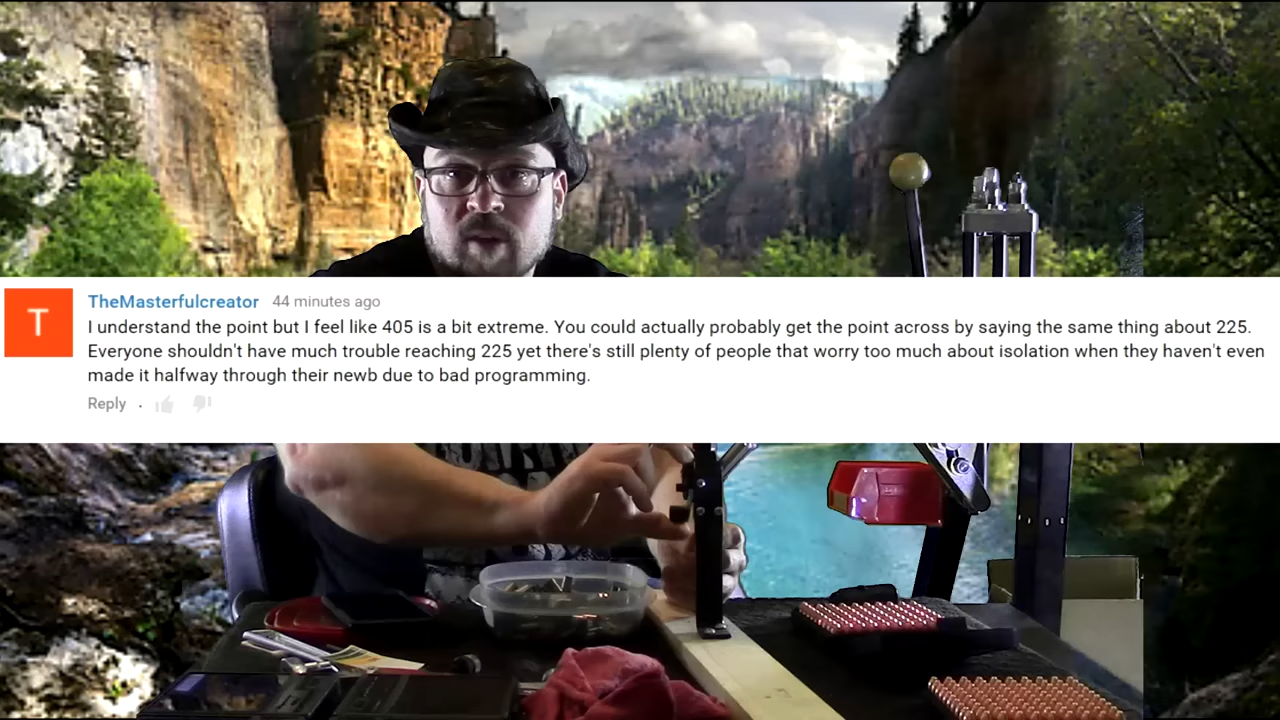 T
TheMasterfulcreator 44 minutes ago
I understand the point but I feel like 405 is a bit extreme. You could actually probably get the point across by saying the same thing about 225.
Everyone shouldn't have much trouble reaching 225 yet there's still plenty of people that worry too much about isolation when they haven't even
made it halfway through their newb due to bad programming.
Reply .